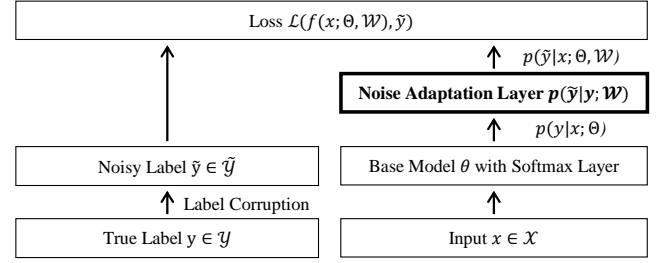 Loss ℒ(f(x; Θ, 𝒲), ỹ)
p(ỹ|x; Θ, 𝒲)
Noise Adaptation Layer p(ỹ|y; 𝒲)
p(y|x; Θ)
Noisy Label ỹ ∈ 𝒴̃
Base Model θ with Softmax Layer
Label Corruption
True Label y ∈ 𝒴
Input x ∈ 𝒳